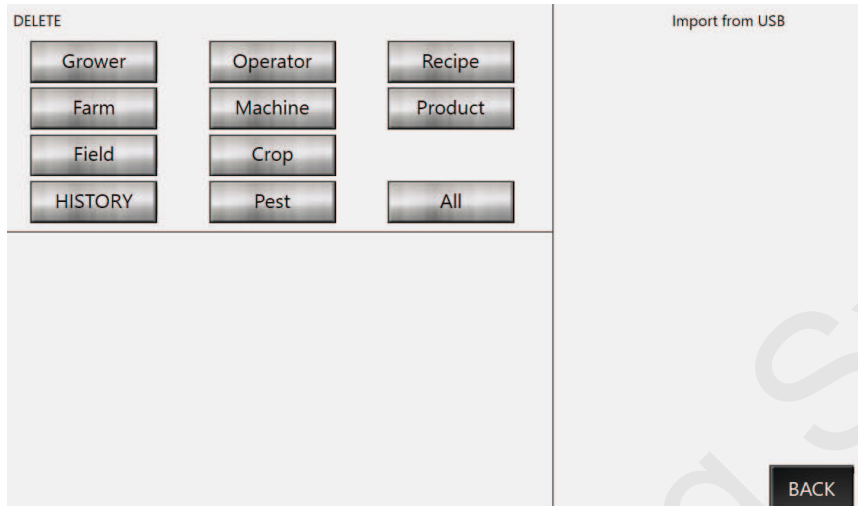 DELETE
Import from USB
Grower
Operator
Recipe
Farm
Machine
Product
Field
Crop
HISTORY
Pest
All
BACK